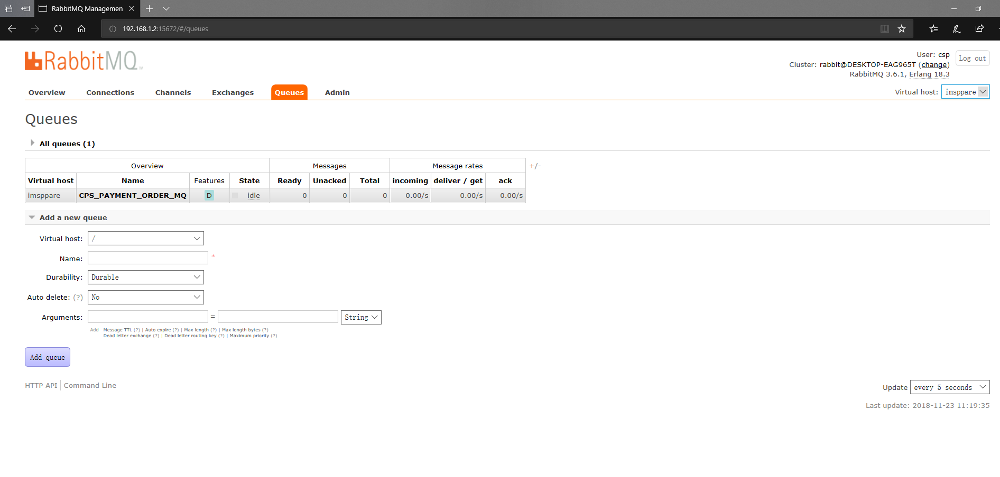 RabbitMQ Managemen
192.168.1.2:15672/#/queues
RabbitMQ™
User: csp
Log out
Cluster: rabbit@DESKTOP-EAG965T (change)
RabbitMQ 3.6.1, Erlang 18.3
Overview Connections Channels Exchanges Queues Admin
Virtual host: imsppare
Queues
All queues (1)
Overview Messages Message rates +/-
Virtual host Name Features State Ready Unacked Total incoming deliver / get ack
imsppare CPS_PAYMENT_ORDER_MQ D idle 0 0 0 0.00/s 0.00/s 0.00/s
Add a new queue
Virtual host: /
Name: *
Durability: Durable
Auto delete: (?) No
Arguments: = String
Add Message TTL (?) | Auto expire (?) | Max length (?) | Max length bytes (?)
Dead letter exchange (?) | Dead letter routing key (?) | Maximum priority (?)
Add queue
HTTP API Command Line
Update every 5 seconds
Last update: 2018-11-23 11:19:35